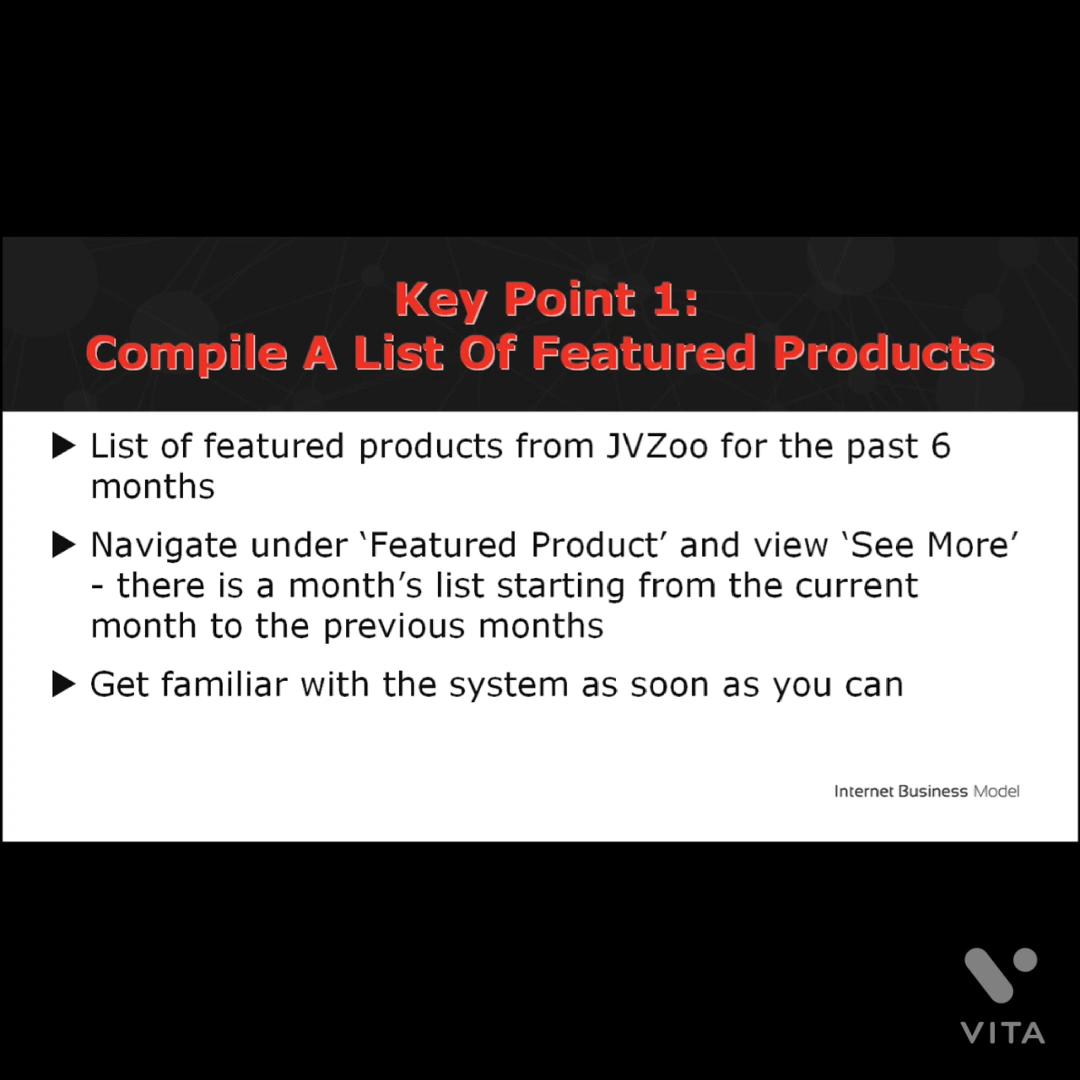 Key Point 1:
Compile A List Of Featured Products
▶ List of featured products from JVZoo for the past 6
months
▶ Navigate under ‘Featured Product’ and view ‘See More’
- there is a month’s list starting from the current
month to the previous months
▶ Get familiar with the system as soon as you can
Internet Business Model
VITA